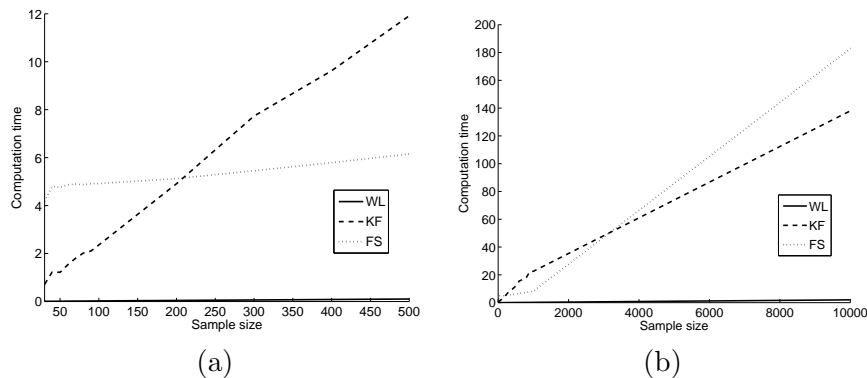 12
10
8
6
4
2
0
Computation time
50 100 150 200 250 300 350 400 450 500
Sample size
WL
KF
FS
(a)
200
180
160
140
120
100
80
60
40
20
0
Computation time
0 2000 4000 6000 8000 10000
Sample size
WL
KF
FS
(b)